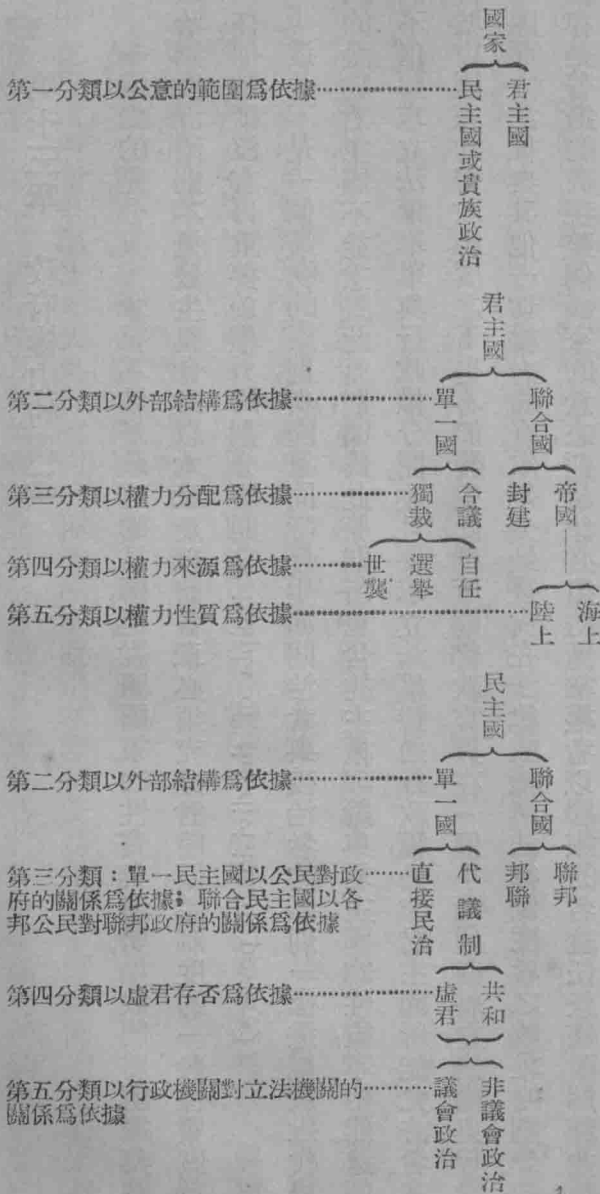 國家
君主國
第一分類以公意的範圍爲依據
民主國或貴族政治
君主國
聯合國
第二分類以外部結構爲依據
單一國
帝國
封建
合議
第三分類以權力分配爲依據
獨裁
自任
選舉
第四分類以權力來源爲依據
世襲
海上
第五分類以權力性質爲依據
陸上
民主國
聯合國
第二分類以外部結構爲依據
單一國
聯邦
邦聯
代議制
直接民治
第三分類：單一民主國以公民對政
府的關係爲依據；聯合民主國以各
邦公民對聯邦政府的關係爲依據
共和
第四分類以虛君存否爲依據
虛君
非議會政治
第五分類以行政機關對立法機關的
關係爲依據
議會政治